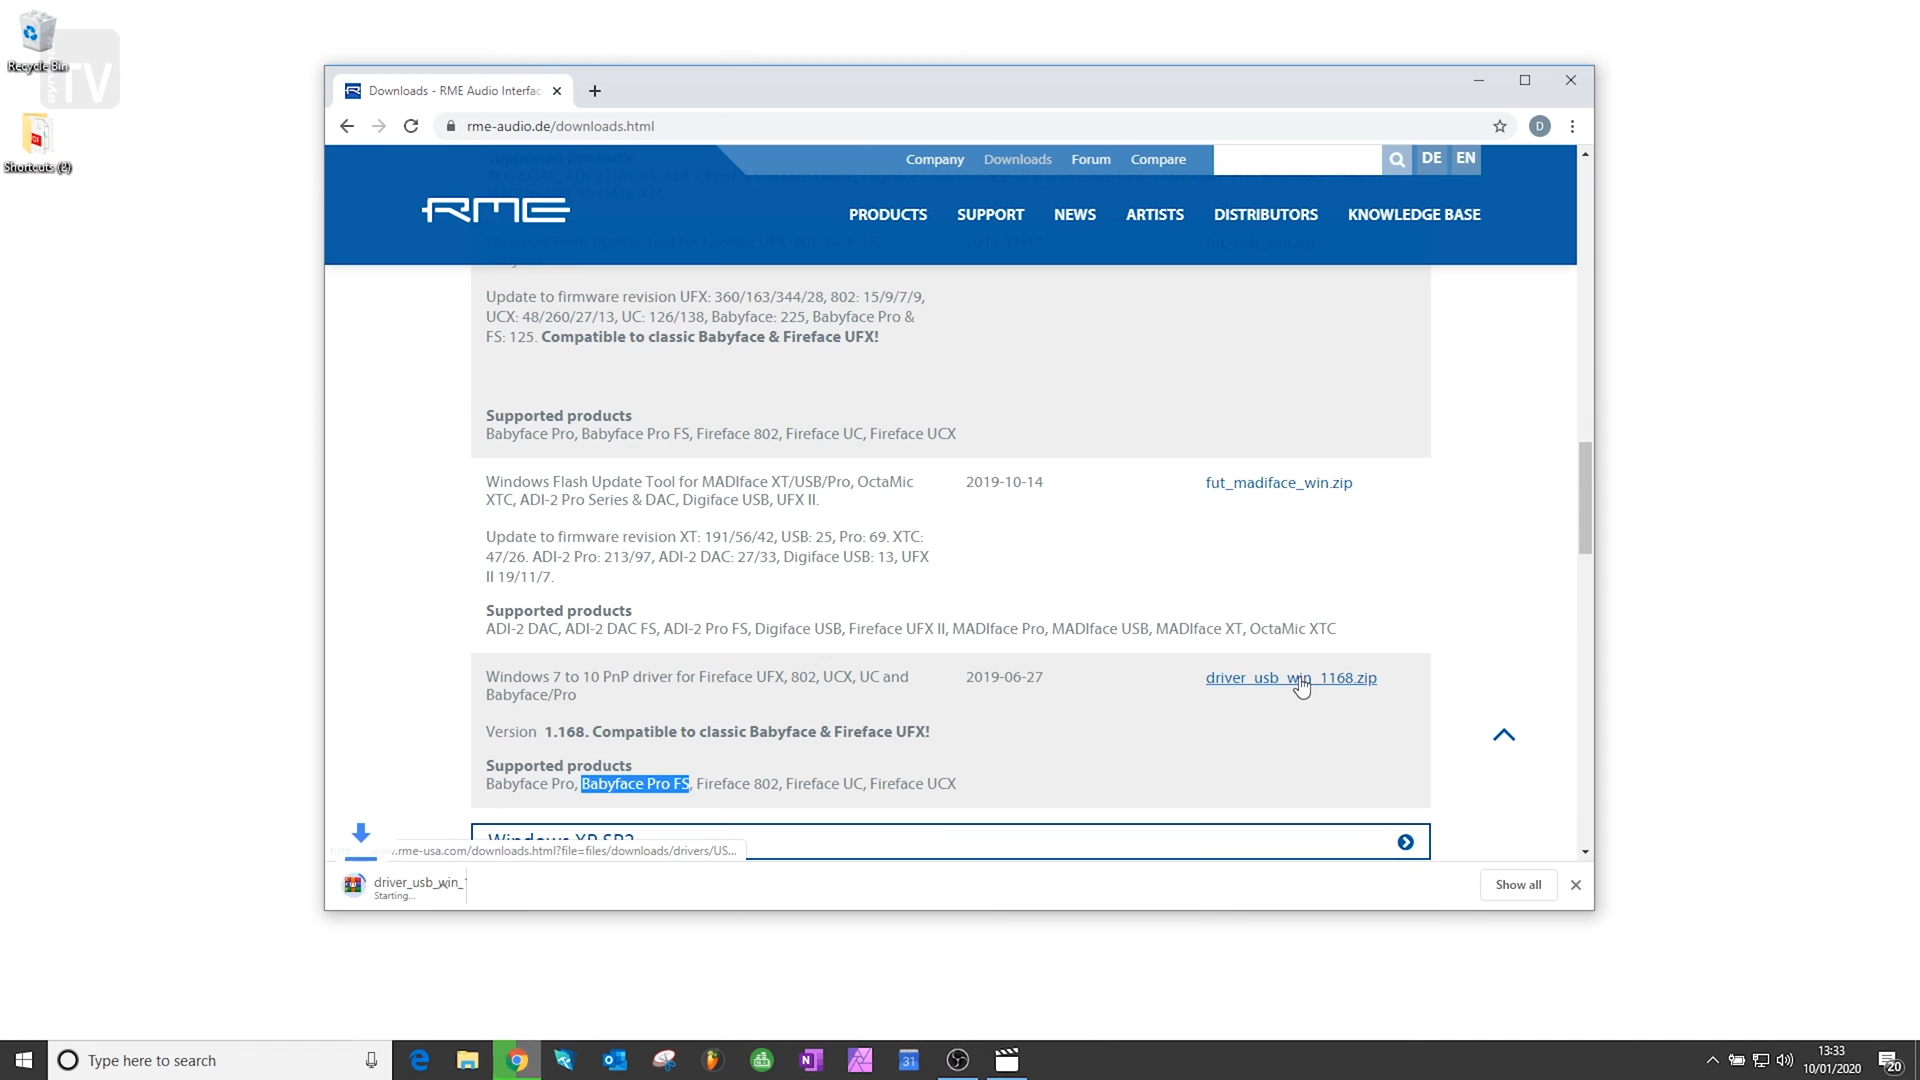 Recycle Bin
TV
Shortcuts (2)
Downloads - RME Audio Interfac
rme-audio.de/downloads.html
D
Company Downloads Forum Compare DE EN
RME
PRODUCTS SUPPORT NEWS ARTISTS DISTRIBUTORS KNOWLEDGE BASE
Update to firmware revision UFX: 360/163/344/28, 802: 15/9/7/9,
UCX: 48/260/27/13, UC: 126/138, Babyface: 225, Babyface Pro &
FS: 125. Compatible to classic Babyface & Fireface UFX!
Supported products
Babyface Pro, Babyface Pro FS, Fireface 802, Fireface UC, Fireface UCX
Windows Flash Update Tool for MADIface XT/USB/Pro, OctaMic 2019-10-14 fut_madiface_win.zip
XTC, ADI-2 Pro Series & DAC, Digiface USB, UFX II.
Update to firmware revision XT: 191/56/42, USB: 25, Pro: 69. XTC:
47/26. ADI-2 Pro: 213/97, ADI-2 DAC: 27/33, Digiface USB: 13, UFX
II 19/11/7.
Supported products
ADI-2 DAC, ADI-2 DAC FS, ADI-2 Pro FS, Digiface USB, Fireface UFX II, MADIface Pro, MADIface USB, MADIface XT, OctaMic XTC
Windows 7 to 10 PnP driver for Fireface UFX, 802, UCX, UC and 2019-06-27 driver_usb_win_1168.zip
Babyface/Pro
Version 1.168. Compatible to classic Babyface & Fireface UFX!
Supported products
Babyface Pro, Babyface Pro FS, Fireface 802, Fireface UC, Fireface UCX
Windows XP SP2
.rme-usa.com/downloads.html?file=files/downloads/drivers/US...
driver_usb_win_
Starting...
Show all
Type here to search
N
31
13:33
10/01/2020
20